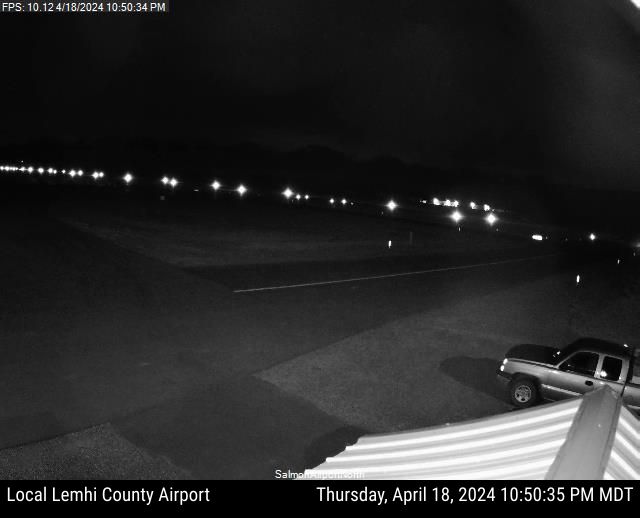 FPS: 10.12 4/18/2024 10:50:34 PM
SalmonAirportNorth
Local Lemhi County Airport Thursday, April 18, 2024 10:50:35 PM MDT